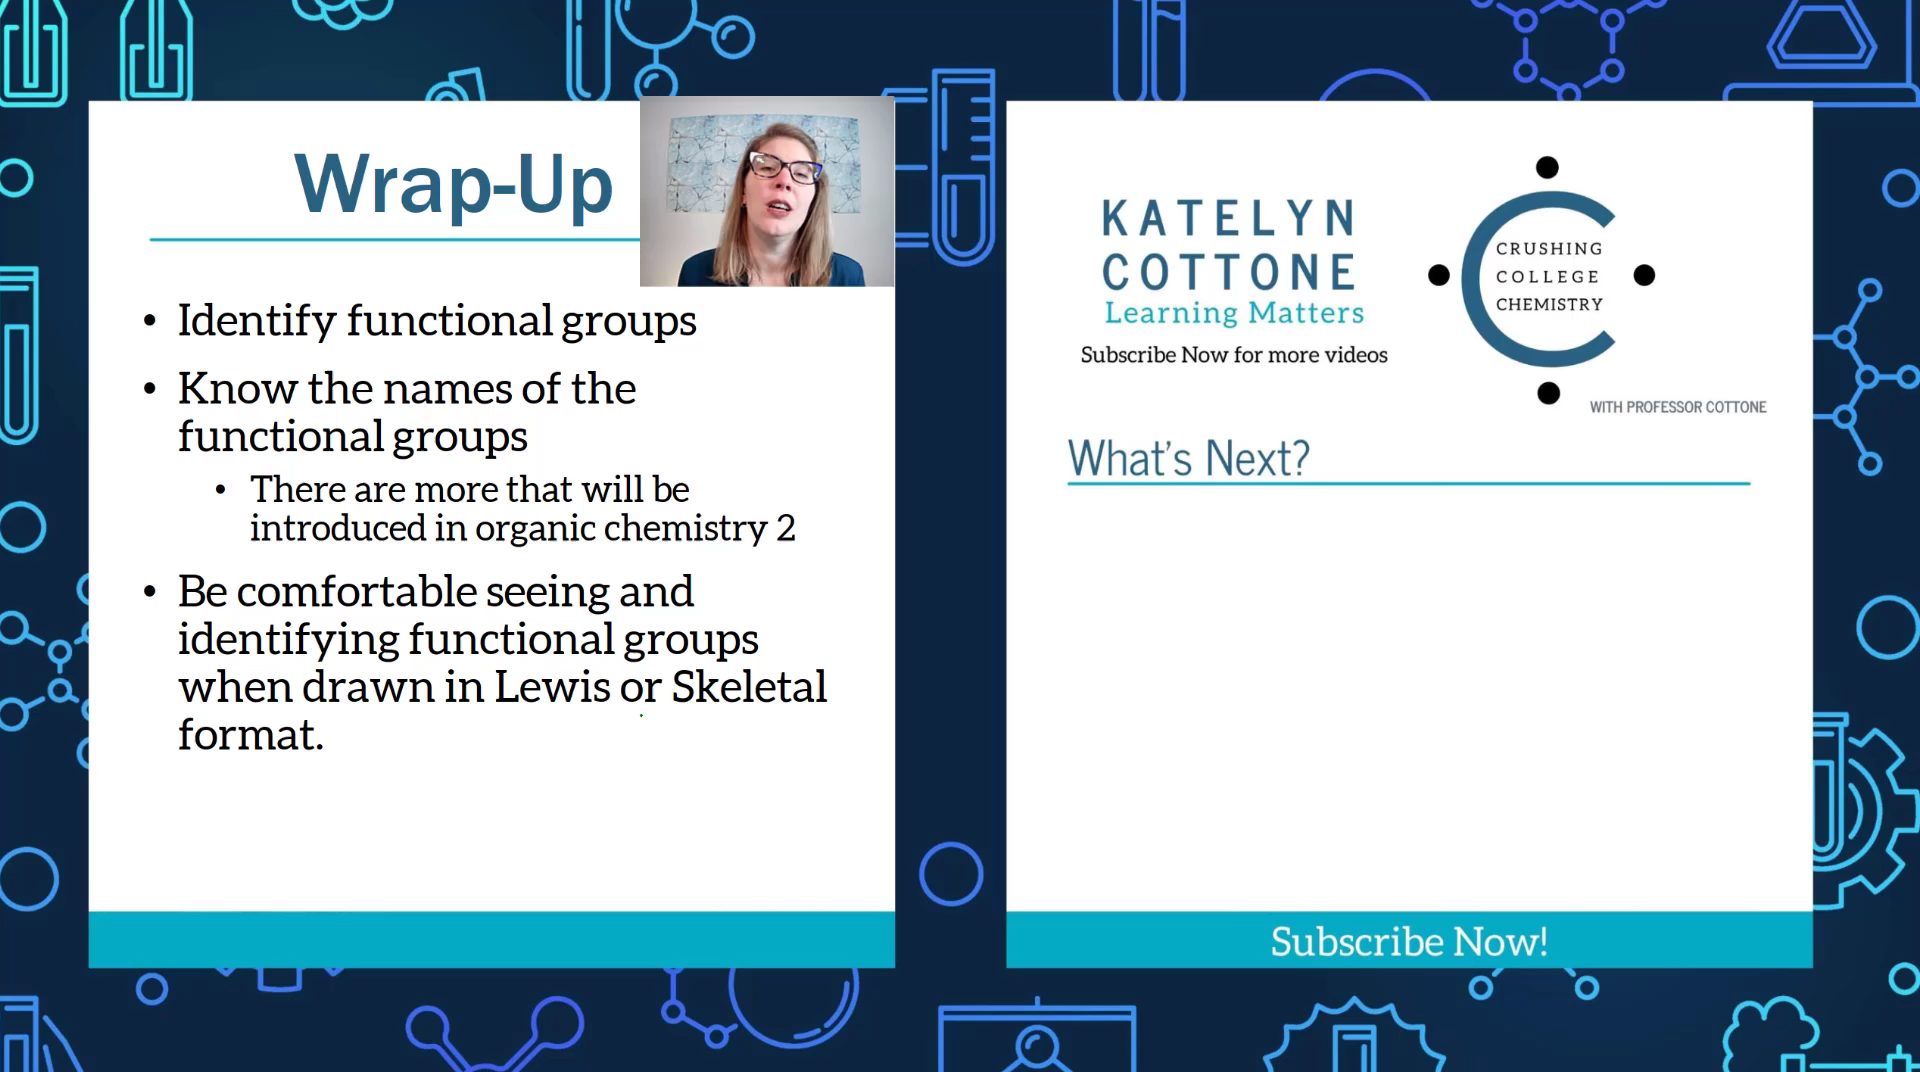 Wrap-Up
• Identify functional groups
• Know the names of the
functional groups
• There are more that will be
introduced in organic chemistry 2
• Be comfortable seeing and
identifying functional groups
when drawn in Lewis or Skeletal
format.
KATELYN
COTTONE
Learning Matters
Subscribe Now for more videos
CRUSHING
COLLEGE
CHEMISTRY
WITH PROFESSOR COTTONE
What's Next?
Subscribe Now!